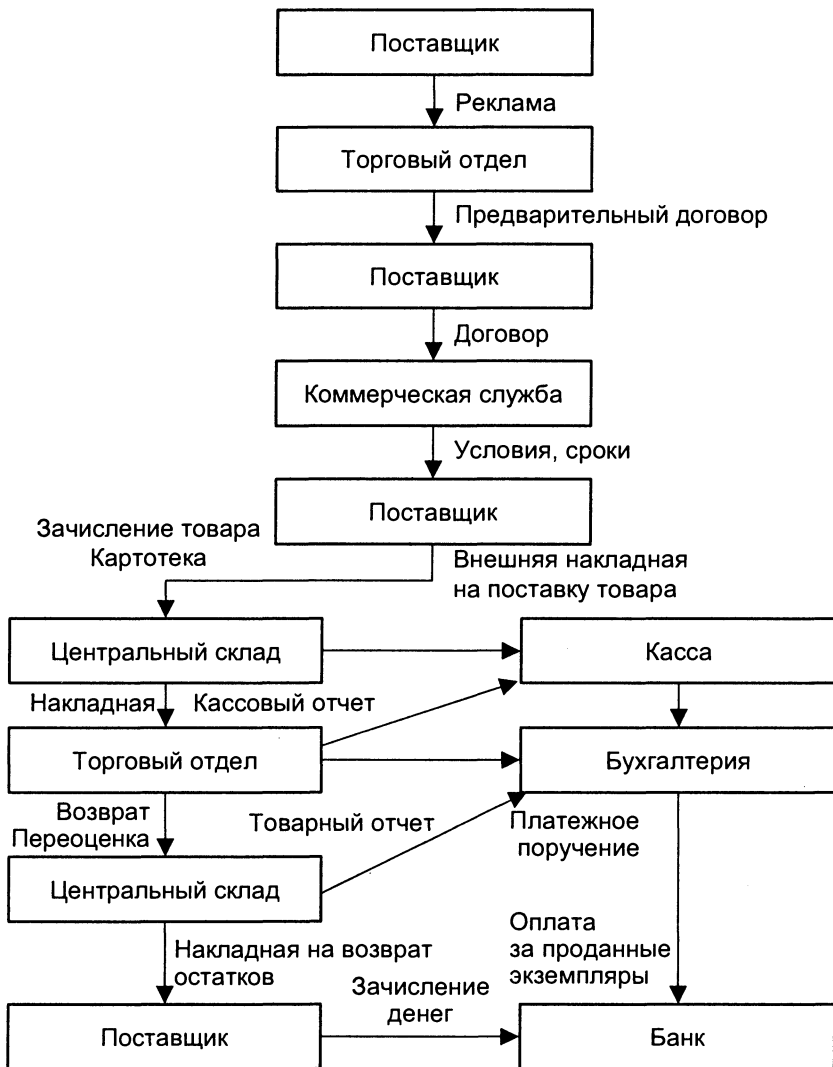 Поставщик
Реклама
Торговый отдел
Предварительный договор
Поставщик
Договор
Коммерческая служба
Условия, сроки
Поставщик
Зачисление товара
Картотека
Внешняя накладная
на поставку товара
Центральный склад
Касса
Накладная
Кассовый отчет
Торговый отдел
Бухгалтерия
Возврат
Переоценка
Товарный отчет
Платежное
поручение
Центральный склад
Накладная на возврат
остатков
Оплата
за проданные
экземпляры
Зачисление
денег
Поставщик
Банк